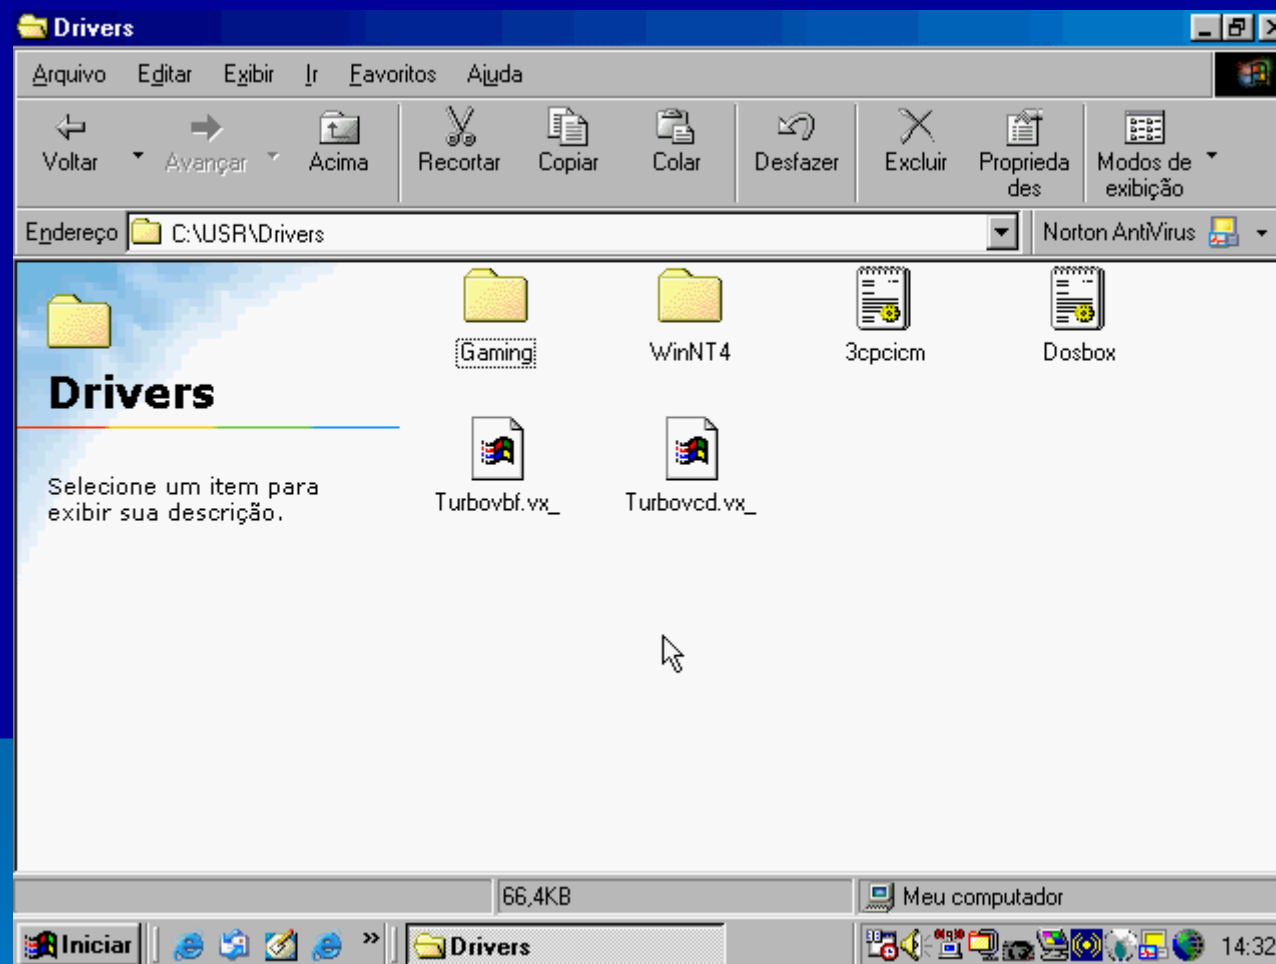 Drivers
Arquivo Editar Exibir Ir Favoritos Ajuda
Voltar Avançar Acima Recortar Copiar Colar Desfazer Excluir Proprieda
des Modos de
exibição
Endereço C:\USR\Drivers Norton AntiVirus
Drivers
Selecione um item para
exibir sua descrição.
Gaming WinNT4 3cpcicm Dosbox
Turbovbf.vx_ Turbovcd.vx_
66,4KB Meu computador
Iniciar » Drivers 14:32